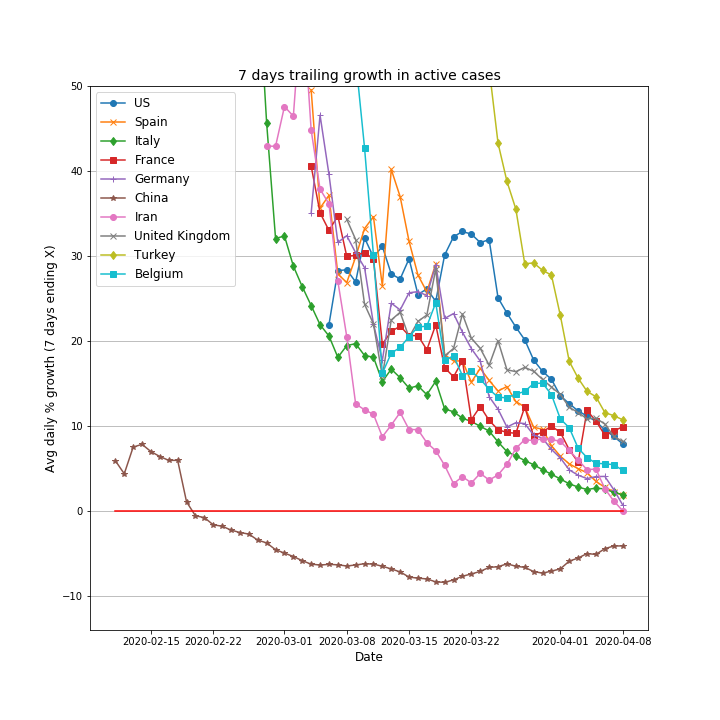 7 days trailing growth in active cases
US
Spain
Italy
France
Germany
China
Iran
United Kingdom
Turkey
Belgium
Avg daily % growth (7 days ending X)
50
40
30
20
10
0
−10
2020-02-15 2020-02-22 2020-03-01 2020-03-08 2020-03-15 2020-03-22 2020-04-01 2020-04-08
Date